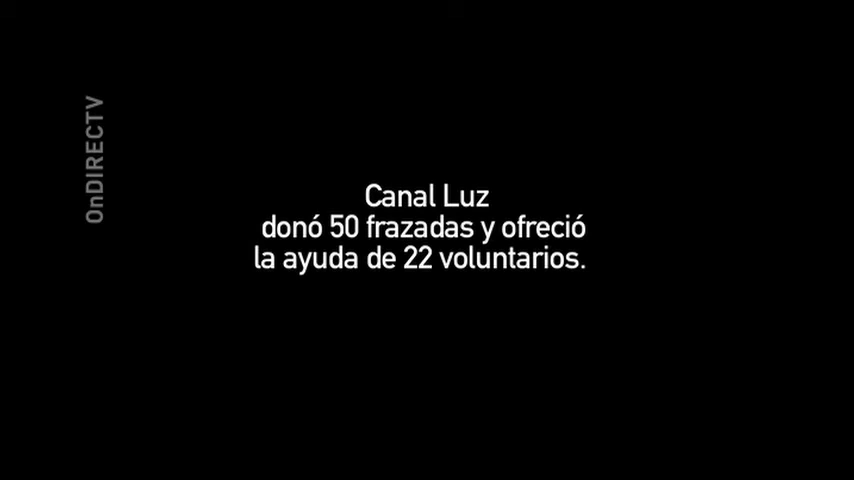 OnDIRECTV
Canal Luz
donó 50 frazadas y ofreció
la ayuda de 22 voluntarios.